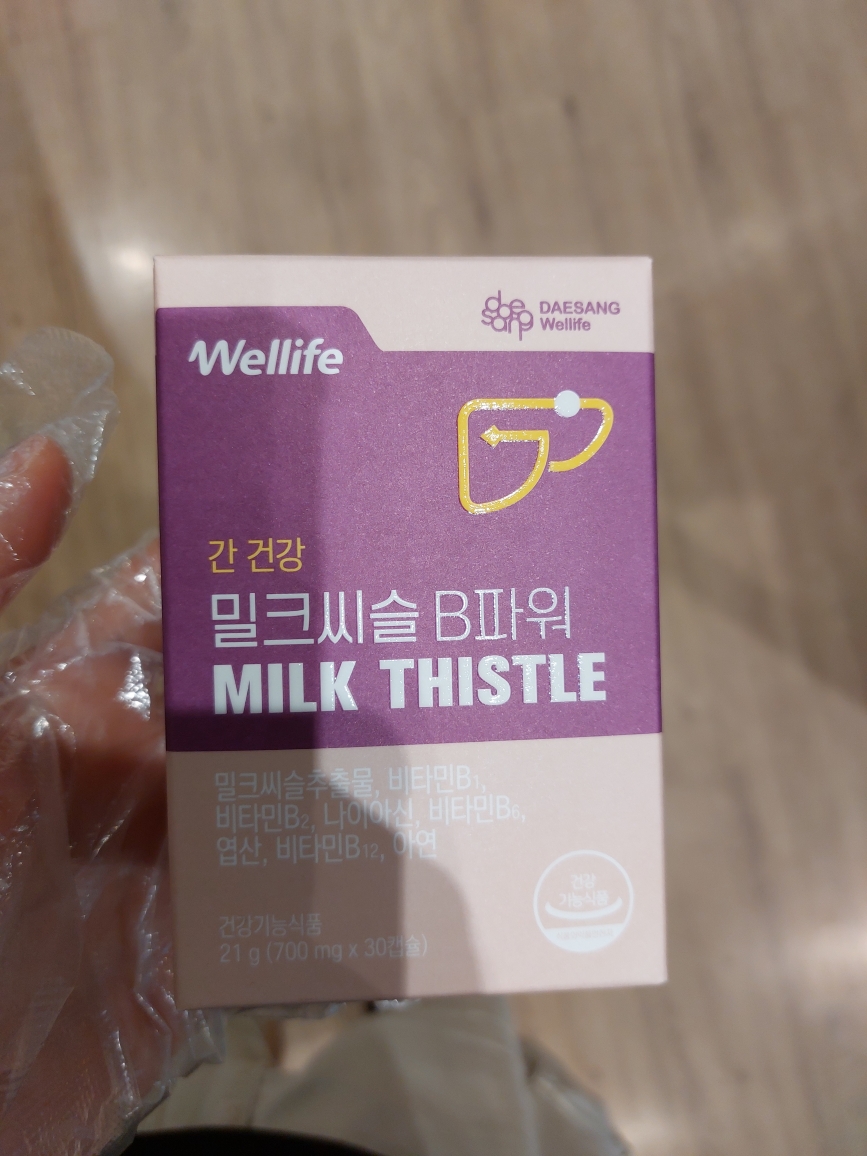 daesang
DAESANG
Wellife
Wellife
간 건강
밀크씨슬 B파워
MILK THISTLE
밀크씨슬추출물, 비타민B₁,
비타민B₂, 나이아신, 비타민B₆,
엽산, 비타민B₁₂, 아연
건강기능식품
21 g (700 mg x 30캡슐)
건강
기능식품